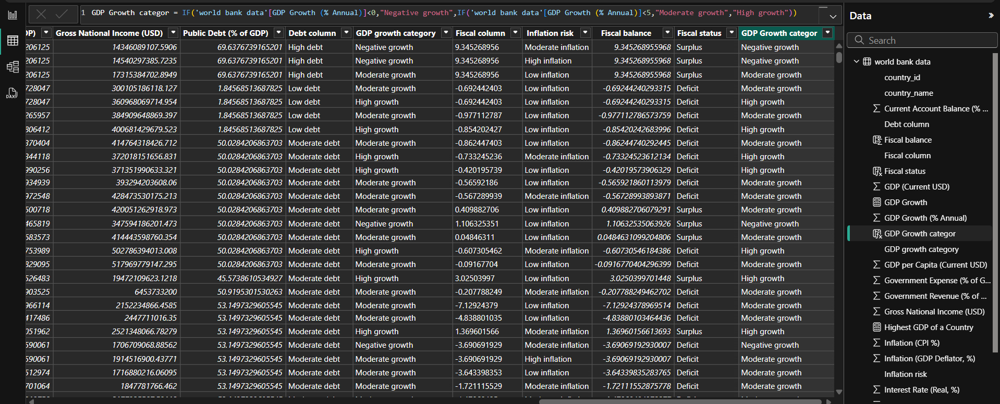 1 GDP Growth categor = IF('world bank data'[GDP Growth (% Annual)]<0,"Negative growth",IF('world bank data'[GDP Growth (% Annual)]<5,"Moderate growth","High growth"))
DP) Gross National Income (USD) Public Debt (% of GDP) Debt column GDP growth category Fiscal column Inflation risk Fiscal balance Fiscal status GDP Growth categor
206125 14346089107.5906 69.6376739165201 High debt Negative growth 9.345268956 Moderate inflation 9.345268955968 Surplus Negative growth
206125 14540297385.7235 69.6376739165201 High debt Negative growth 9.345268956 High inflation 9.345268955968 Surplus Negative growth
206125 17315384702.8949 69.6376739165201 High debt Moderate growth 9.345268956 Low inflation 9.345268955968 Surplus Moderate growth
728047 300105186118.127 1.84568513687825 Low debt Moderate growth -0.692442403 Low inflation -0.69244240293315 Deficit Moderate growth
728047 360968069714.954 1.84568513687825 Low debt High growth -0.692442403 Low inflation -0.69244240293315 Deficit High growth
265957 384909648869.397 1.84568513687825 Low debt Moderate growth -0.977112787 Low inflation -0.977112786573759 Deficit Moderate growth
306412 400681429679.523 1.84568513687825 Low debt High growth -0.854202427 Low inflation -0.85420242683996 Deficit High growth
370404 414764318426.712 50.0284206863703 Moderate debt Moderate growth -0.862447403 Low inflation -0.86244740292445 Deficit Moderate growth
344118 372018151656.831 50.0284206863703 Moderate debt High growth -0.733245236 Moderate inflation -0.73324523612134 Deficit High growth
990256 371351990633.321 50.0284206863703 Moderate debt High growth -0.420195739 Low inflation -0.42019573906329 Deficit High growth
934939 393294203608.06 50.0284206863703 Moderate debt Moderate growth -0.56592186 Low inflation -0.565921860113979 Deficit Moderate growth
972548 428473530175.213 50.0284206863703 Moderate debt Moderate growth -0.567289939 Moderate inflation -0.56728993893871 Deficit Moderate growth
500718 420051262918.973 50.0284206863703 Moderate debt Moderate growth 0.409882706 Low inflation 0.409882706079291 Surplus Moderate growth
465819 347594186201.473 50.0284206863703 Moderate debt Negative growth 1.106325351 Low inflation 1.10632535063926 Surplus Negative growth
583573 414443598760.354 50.0284206863703 Moderate debt Moderate growth 0.04846311 Low inflation 0.0484631099204806 Surplus Moderate growth
753989 502786394013.008 50.0284206863703 Moderate debt High growth -0.607305462 Moderate inflation -0.60730546184386 Deficit High growth
329095 517969779147.295 50.0284206863703 Moderate debt Moderate growth -0.09167704 Low inflation -0.0916770404296399 Deficit Moderate growth
526483 19472109623.1218 45.5738610534927 Moderate debt High growth 3.02503997 Low inflation 3.0250399701448 Surplus High growth
903525 6453733200 50.9195301530263 Moderate debt Moderate growth -0.207788249 Moderate inflation -0.207788249462702 Deficit Moderate growth
966114 2152234866.4585 53.1497329605545 Moderate debt Moderate growth -7.12924379 Low inflation -7.12924378969514 Deficit Moderate growth
417486 2447711016.35 53.1497329605545 Moderate debt Moderate growth -4.838801035 Low inflation -4.83880103464436 Deficit Moderate growth
051962 2521348066.78279 53.1497329605545 Moderate debt High growth 1.369601566 Moderate inflation 1.36960156613693 Surplus High growth
590061 1706709068.88562 53.1497329605545 Moderate debt Negative growth -3.690691929 Moderate inflation -3.69069192930007 Deficit Negative growth
590061 1914516900.43771 53.1497329605545 Moderate debt Moderate growth -3.690691929 High inflation -3.69069192930007 Deficit Moderate growth
512974 1716880216.06095 53.1497329605545 Moderate debt Moderate growth -3.643398353 Low inflation -3.64339835283765 Deficit Moderate growth
701064 1847781766.462 53.1497329605545 Moderate debt Moderate growth -1.721115529 Moderate inflation -1.72111552875778 Deficit Moderate growth
DAX
Data
Search
world bank data
country_id
country_name
Current Account Balance (% ...
Debt column
Fiscal balance
Fiscal column
Fiscal status
GDP (Current USD)
GDP Growth
GDP Growth (% Annual)
GDP Growth categor
GDP growth category
GDP per Capita (Current USD)
Government Expense (% of G...
Government Revenue (% of ...
Gross National Income (USD)
Highest GDP of a Country
Inflation (CPI %)
Inflation (GDP Deflator, %)
Inflation risk
Interest Rate (Real, %)